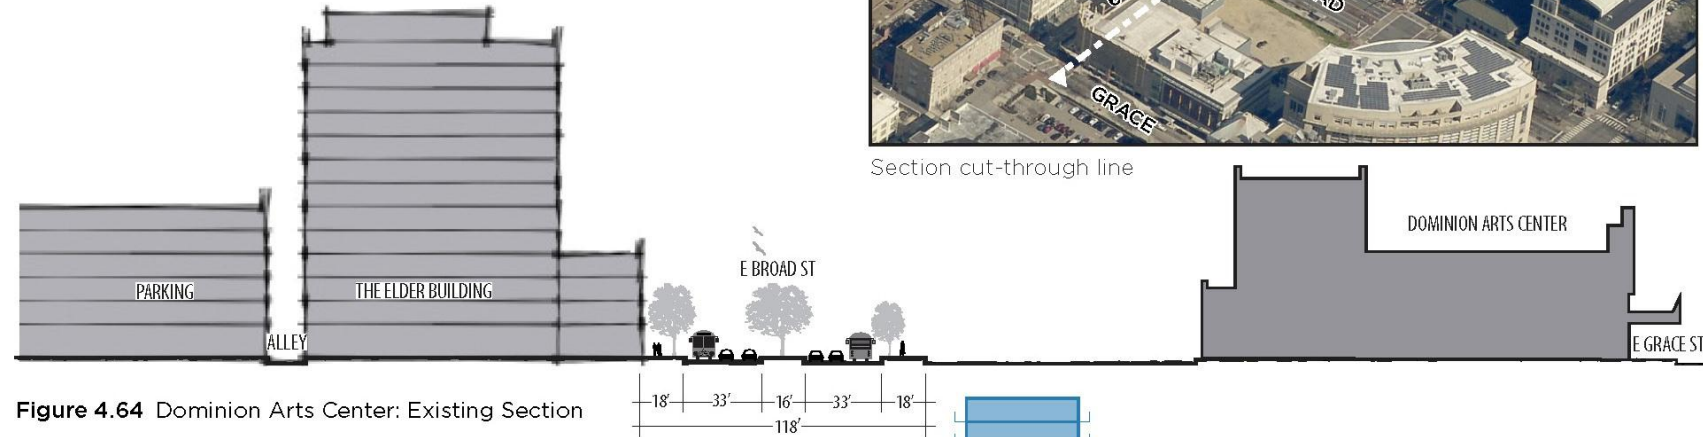 GRACE
Section cut-through line
DOMINION ARTS CENTER
E BROAD ST
PARKING
THE ELDER BUILDING
ALLEY
E GRACE ST
Figure 4.64 Dominion Arts Center: Existing Section
18' 33' 16' 33' 18'
118'